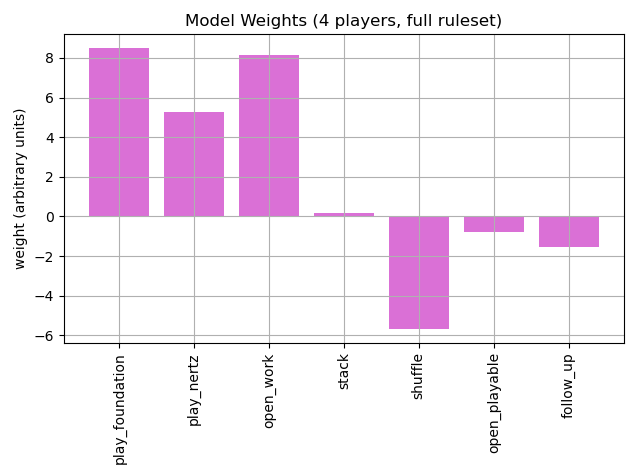 Model Weights (4 players, full ruleset)
weight (arbitrary units)
8
6
4
2
0
−2
−4
−6
play_foundation
play_nertz
open_work
stack
shuffle
open_playable
follow_up